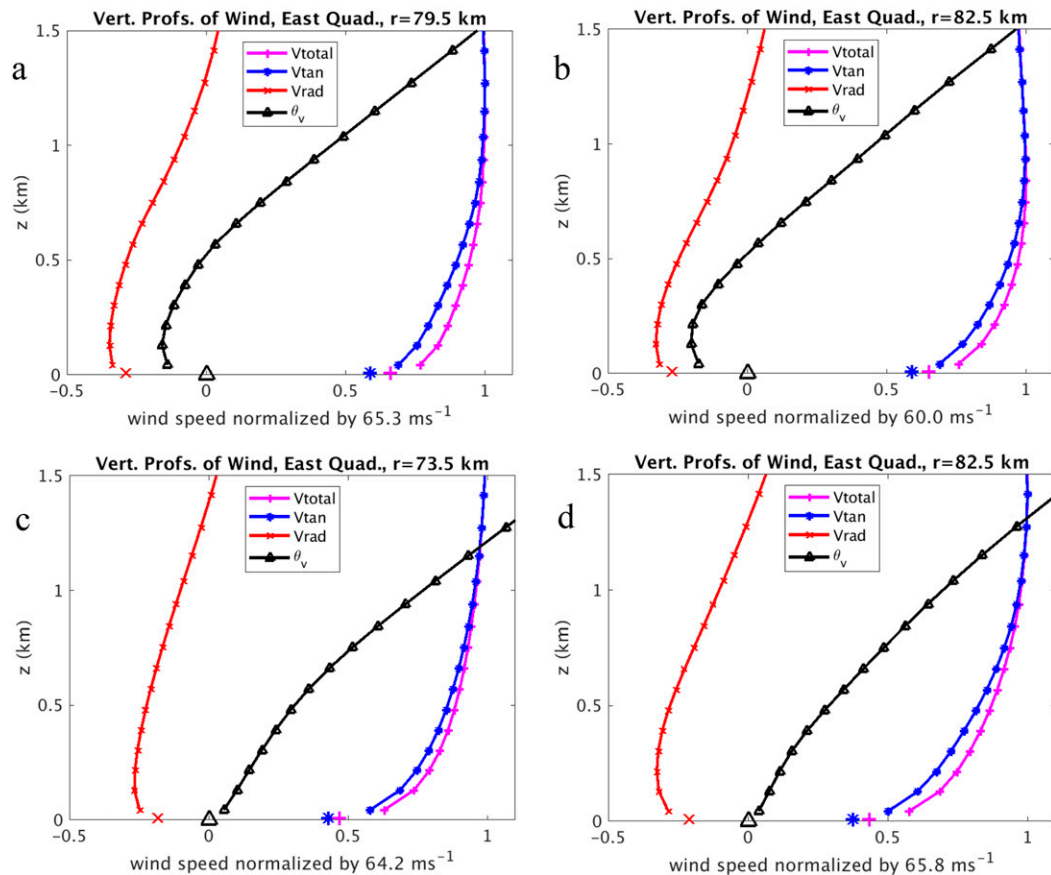 Vert. Profs. of Wind, East Quad., r=79.5 km
a
Vtotal
Vtan
Vrad
θv
z (km)
1.5
1
0.5
0
-0.5
0
0.5
1
wind speed normalized by 65.3 ms⁻¹
Vert. Profs. of Wind, East Quad., r=82.5 km
b
Vtotal
Vtan
Vrad
θv
z (km)
1.5
1
0.5
0
-0.5
0
0.5
1
wind speed normalized by 60.0 ms⁻¹
Vert. Profs. of Wind, East Quad., r=73.5 km
c
Vtotal
Vtan
Vrad
θv
z (km)
1.5
1
0.5
0
-0.5
0
0.5
1
wind speed normalized by 64.2 ms⁻¹
Vert. Profs. of Wind, East Quad., r=82.5 km
d
Vtotal
Vtan
Vrad
θv
z (km)
1.5
1
0.5
0
-0.5
0
0.5
1
wind speed normalized by 65.8 ms⁻¹